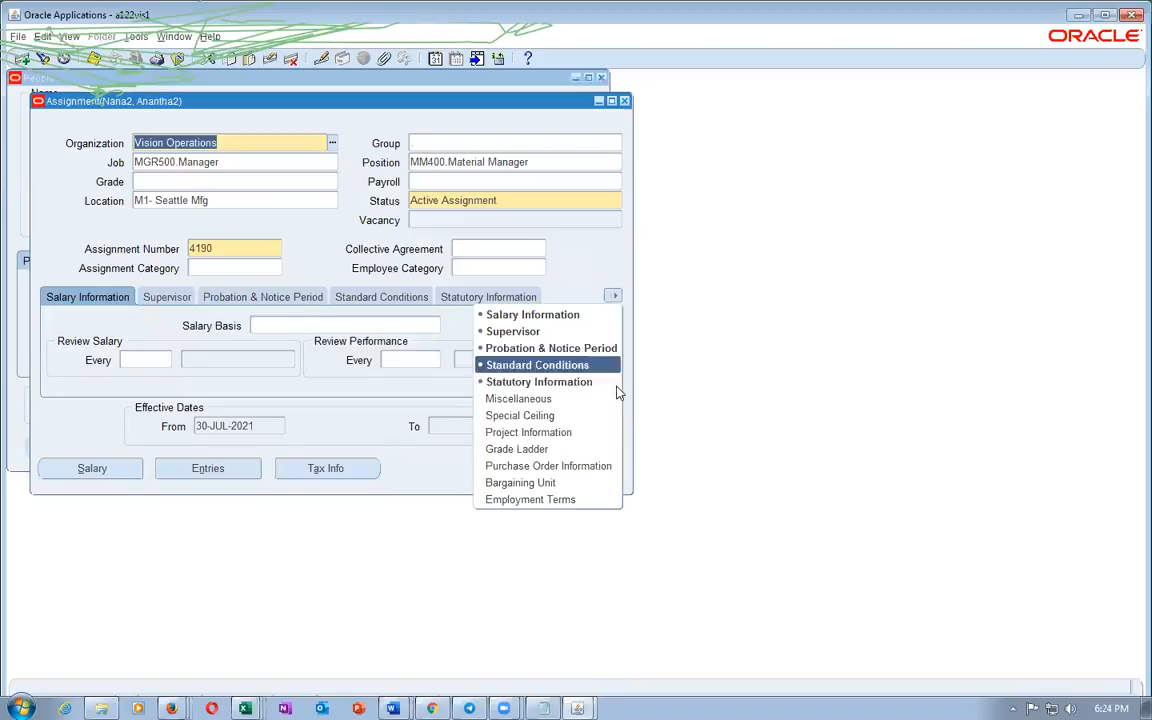 Oracle Applications - a122vis1
File Edit View Folder Tools Window Help
ORACLE
Assignment(Nana2, Anantha2)
Organization Vision Operations Group
Job MGR500.Manager Position MM400.Material Manager
Grade Payroll
Location M1- Seattle Mfg Status Active Assignment
Vacancy
Assignment Number 4190 Collective Agreement
Assignment Category Employee Category
Salary Information Supervisor Probation & Notice Period Standard Conditions Statutory Information
Salary Basis
Review Salary Review Performance
Every Every
Effective Dates
From 30-JUL-2021 To
Salary Entries Tax Info
Salary Information
Supervisor
Probation & Notice Period
Standard Conditions
Statutory Information
Miscellaneous
Special Ceiling
Project Information
Grade Ladder
Purchase Order Information
Bargaining Unit
Employment Terms
6:24 PM